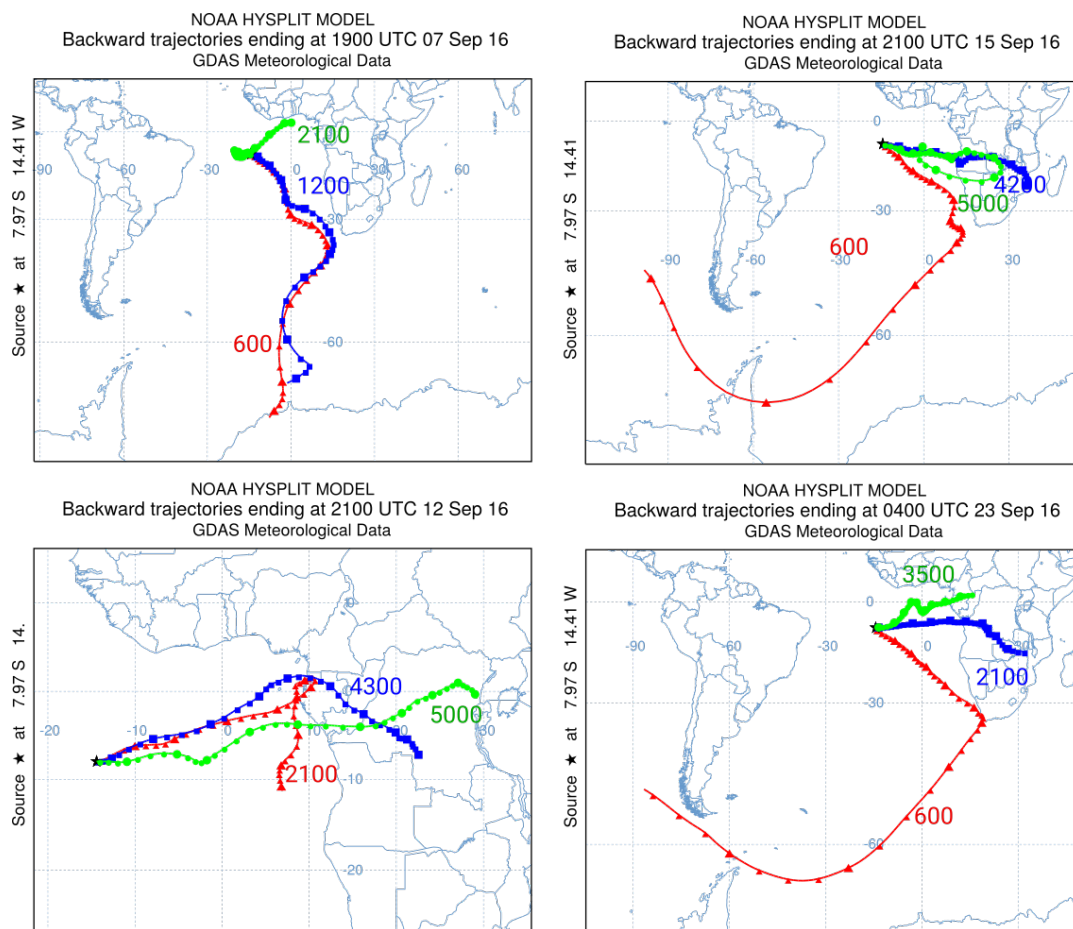 NOAA HYSPLIT MODEL
Backward trajectories ending at 1900 UTC 07 Sep 16
GDAS Meteorological Data
Source ★ at 7.97 S 14.41 W
2100
1200
600
-30
-60
-90
-60
-30
0
30
60
NOAA HYSPLIT MODEL
Backward trajectories ending at 2100 UTC 15 Sep 16
GDAS Meteorological Data
Source ★ at 7.97 S 14.41
0
4200
5000
600
-30
-90
-60
-30
0
30
-60
NOAA HYSPLIT MODEL
Backward trajectories ending at 2100 UTC 12 Sep 16
GDAS Meteorological Data
Source ★ at 7.97 S 14.
4300
5000
2100
-20
-10
0
10
20
30
-10
-20
NOAA HYSPLIT MODEL
Backward trajectories ending at 0400 UTC 23 Sep 16
GDAS Meteorological Data
Source ★ at 7.97 S 14.41 W
3500
0
2100
-90
-60
-30
0
30
-30
600
-60